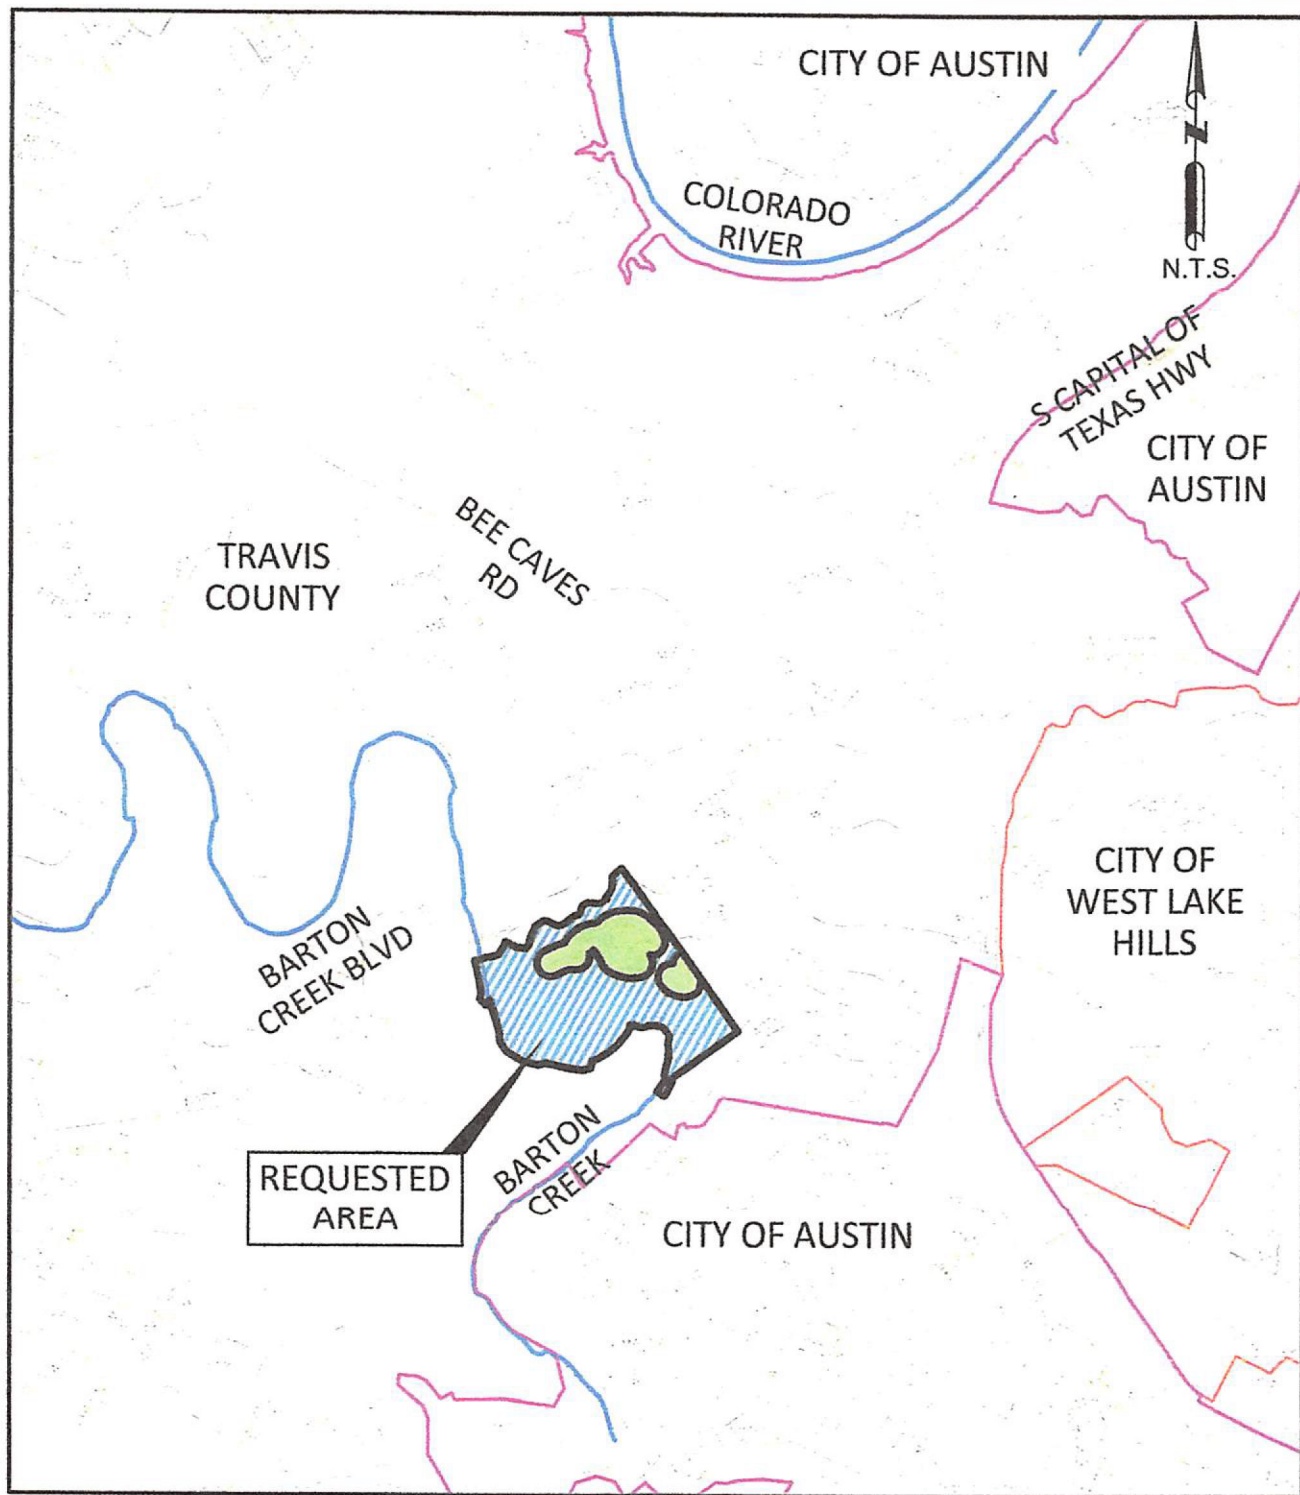 CITY OF AUSTIN
N
N.T.S.
COLORADO
RIVER
S CAPITAL OF
TEXAS HWY
CITY OF
AUSTIN
BEE CAVES
RD
TRAVIS
COUNTY
CITY OF
WEST LAKE
HILLS
BARTON
CREEK BLVD
BARTON
CREEK
REQUESTED
AREA
CITY OF AUSTIN